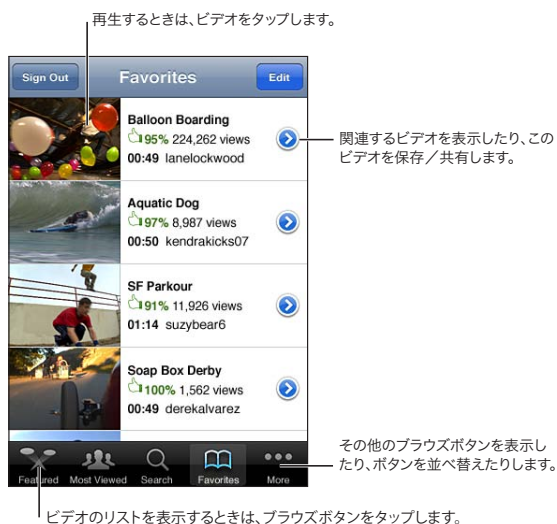 再生するときは、ビデオをタップします。
Sign Out Favorites Edit
Balloon Boarding
95% 224,262 views
00:49 lanelockwood
関連するビデオを表示したり、この
ビデオを保存／共有します。
Aquatic Dog
97% 8,987 views
00:50 kendrakicks07
SF Parkour
91% 11,926 views
01:14 suzybear6
Soap Box Derby
100% 1,562 views
00:49 derekalvarez
その他のブラウズボタンを表示し
たり、ボタンを並べ替えたりします。
Featured Most Viewed Search Favorites More
ビデオのリストを表示するときは、ブラウズボタンをタップします。